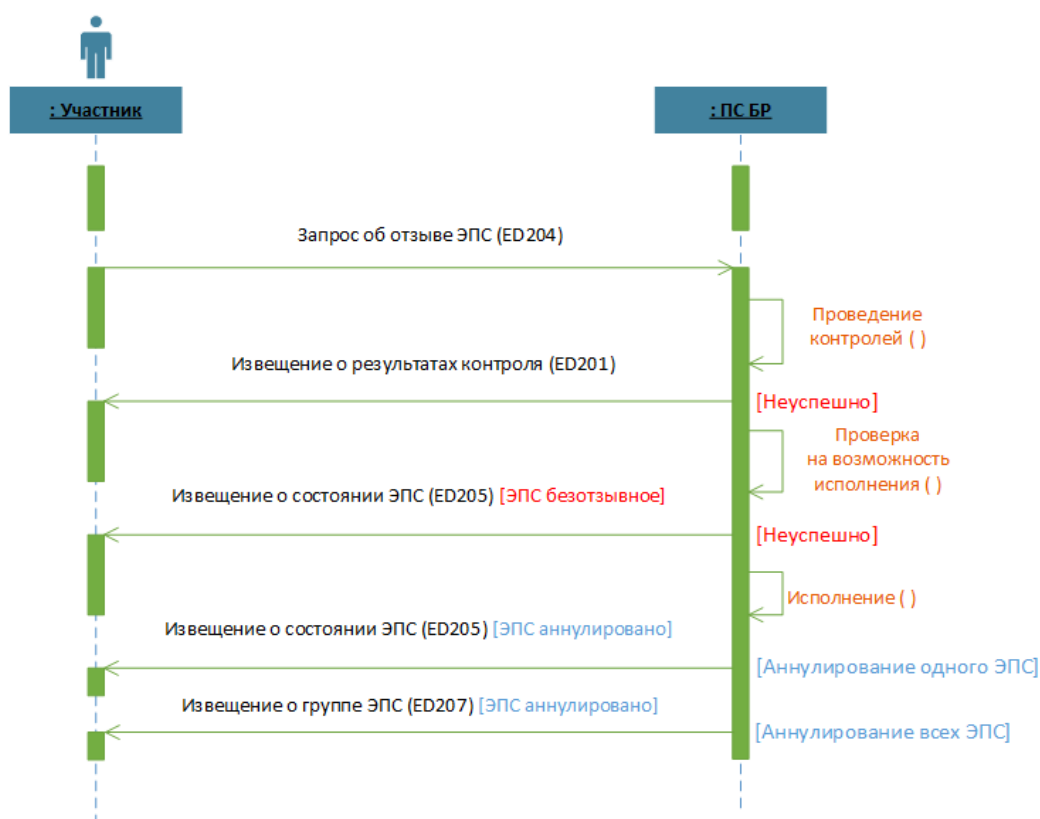 : Участник
: ПС БР
Запрос об отзыве ЭПС (ED204)
Проведение
контролей ( )
Извещение о результатах контроля (ED201)
[Неуспешно]
Проверка
на возможность
исполнения ( )
Извещение о состоянии ЭПС (ED205) [ЭПС безотзывное]
[Неуспешно]
Исполнение ( )
Извещение о состоянии ЭПС (ED205) [ЭПС аннулировано]
[Аннулирование одного ЭПС]
Извещение о группе ЭПС (ED207) [ЭПС аннулировано]
[Аннулирование всех ЭПС]